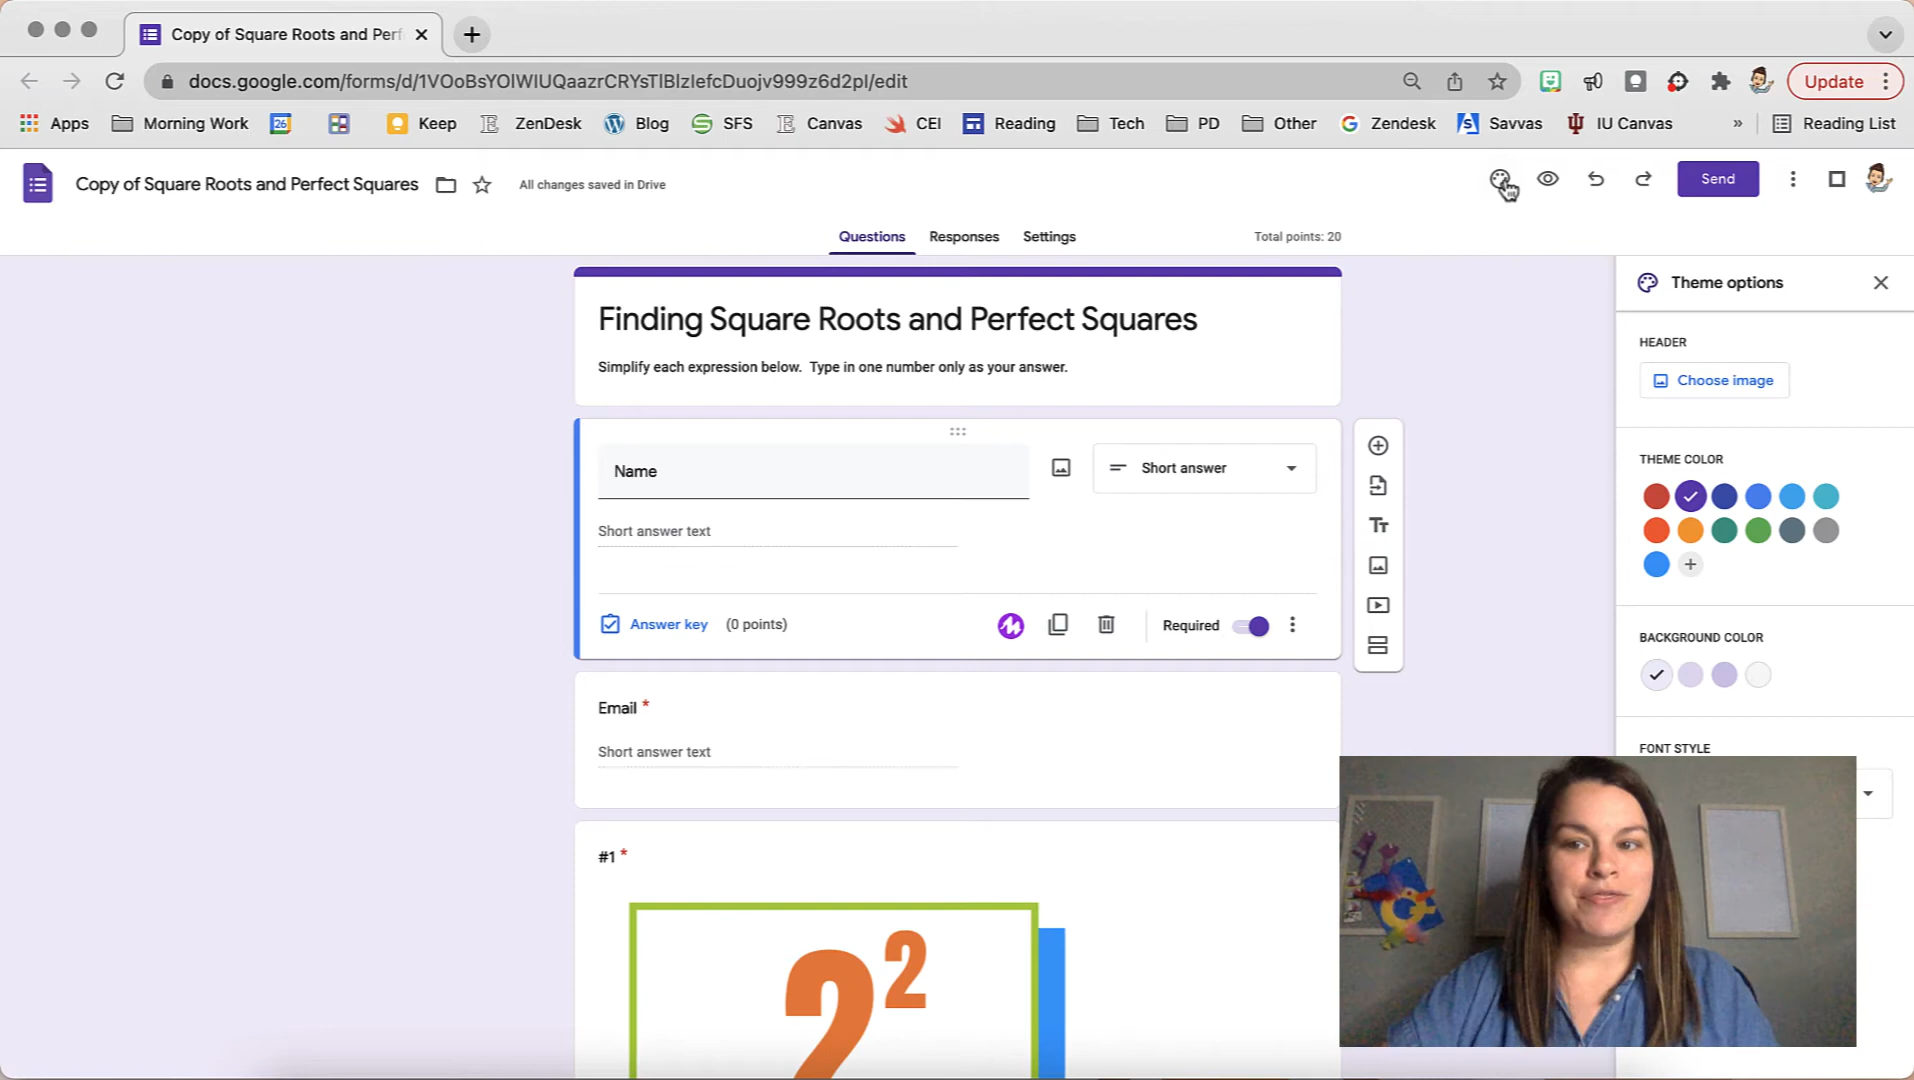 Copy of Square Roots and Perf
docs.google.com/forms/d/1VOoBsYOlWIUQaazrCRYsTlBlzIefcDuojv999z6d2pI/edit
Update
Apps
Morning Work
26
Keep
ZenDesk
Blog
SFS
Canvas
CEI
Reading
Tech
PD
Other
Zendesk
Savvas
IU Canvas
»
Reading List
Copy of Square Roots and Perfect Squares
All changes saved in Drive
Send
Questions
Responses
Settings
Total points: 20
Theme options
Finding Square Roots and Perfect Squares
Simplify each expression below. Type in one number only as your answer.
HEADER
Choose image
Name
Short answer
Short answer text
THEME COLOR
Answer key
(0 points)
Required
BACKGROUND COLOR
Email *
Short answer text
FONT STYLE
#1 *
2²